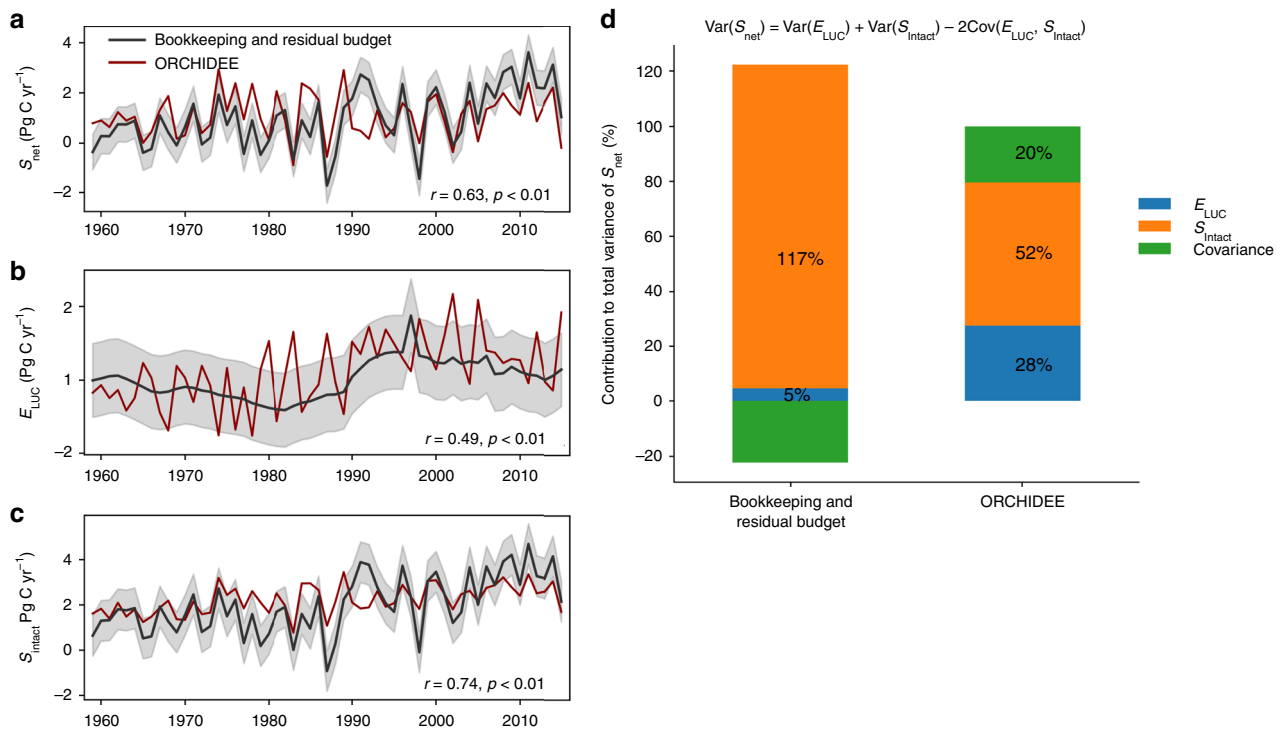 a
Bookkeeping and residual budget
ORCHIDEE
S_net (Pg C yr⁻¹)
4
2
0
–2
r = 0.63, p < 0.01
1960 1970 1980 1990 2000 2010
b
E_LUC (Pg C yr⁻¹)
2
1
–2
r = 0.49, p < 0.01
1960 1970 1980 1990 2000 2010
c
S_intact Pg C yr⁻¹)
4
2
0
–2
r = 0.74, p < 0.01
1960 1970 1980 1990 2000 2010
d
Var(S_net) = Var(E_LUC) + Var(S_Intact) – 2Cov(E_LUC, S_Intact)
Contribution to total variance of S_net (%)
120
100
80
60
40
20
0
–20
117%
5%
20%
52%
28%
Bookkeeping and
residual budget
ORCHIDEE
E_LUC
S_Intact
Covariance